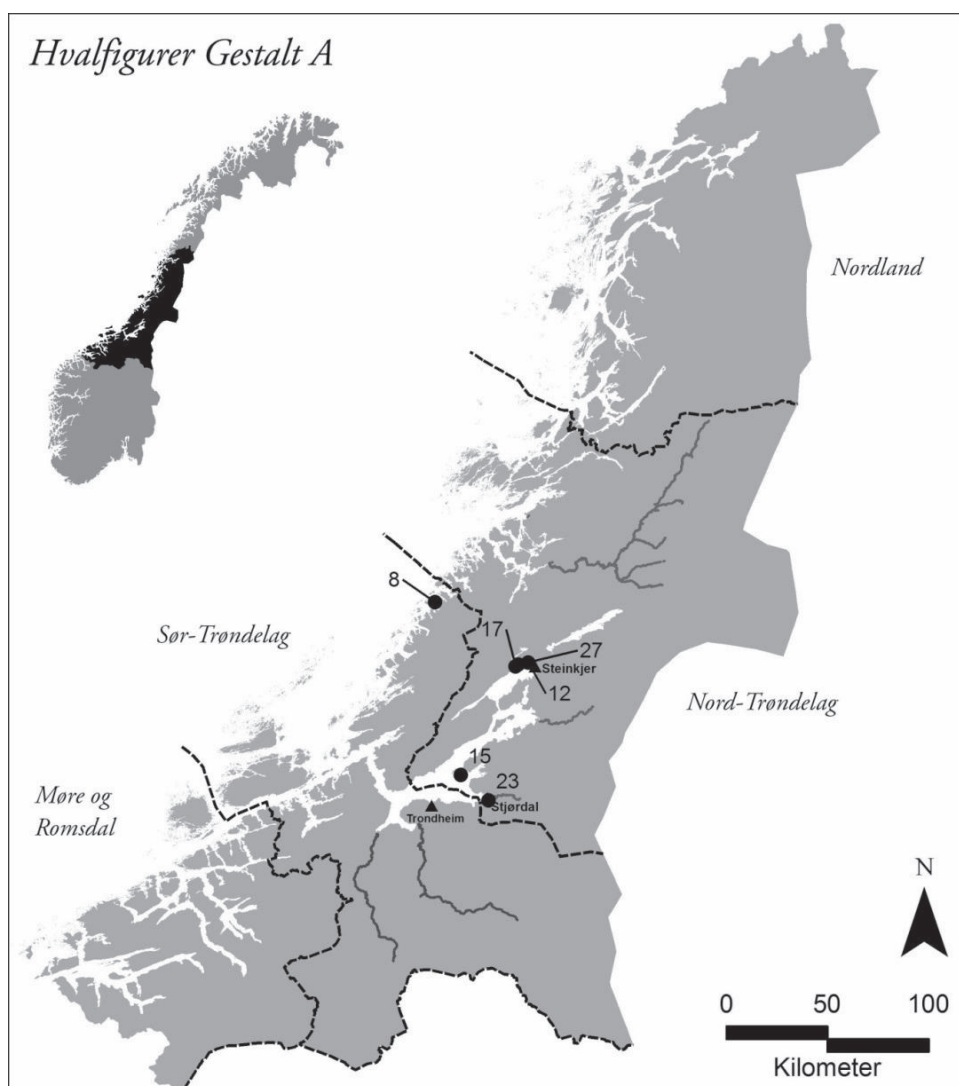 Hvalfigurer Gestalt A
Nordland
8
Sør-Trøndelag
17
27
Steinkjer
12
Nord-Trøndelag
15
23
Møre og
Romsdal
Stjørdal
Trondheim
N
0 50 100
Kilometer